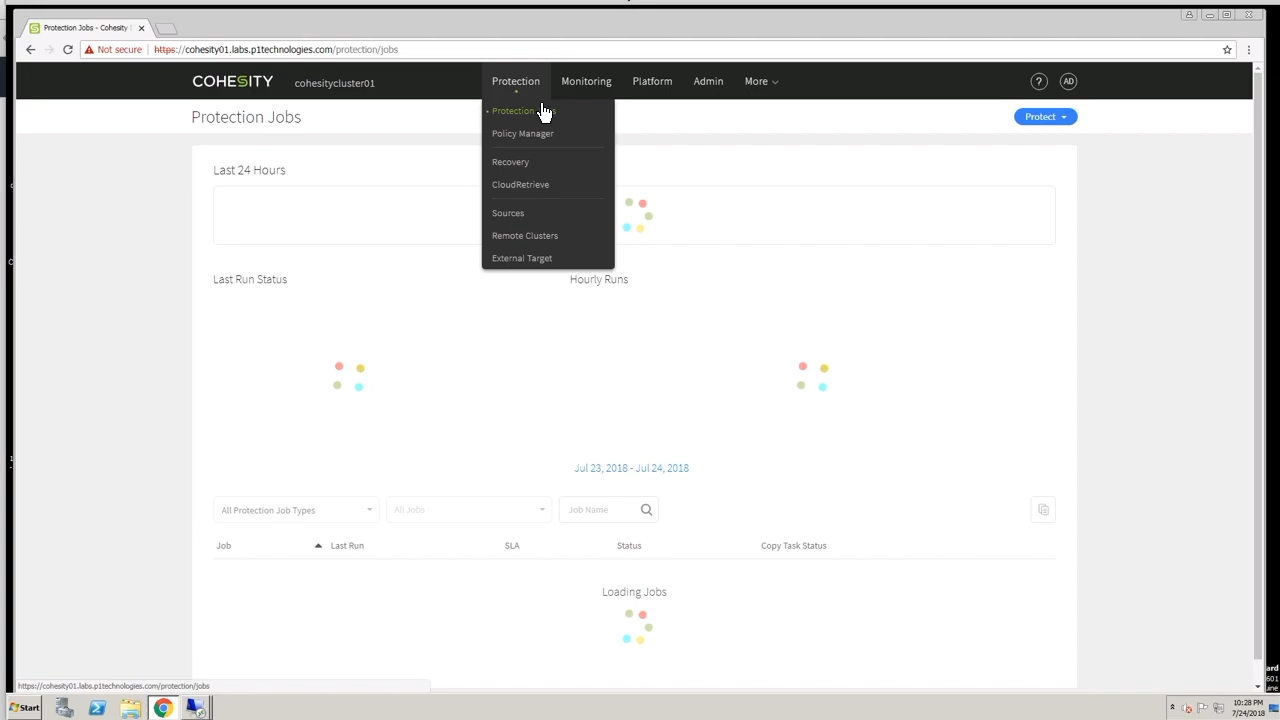 Protection Jobs - Cohesity
Not secure
https://cohesity01.labs.p1technologies.com/protection/jobs
COHESITY
cohesitycluster01
Protection
Monitoring
Platform
Admin
More
?
AD
Protection Jobs
Protect
Protection
Policy Manager
Recovery
CloudRetrieve
Sources
Remote Clusters
External Target
Last 24 Hours
Last Run Status
Hourly Runs
Jul 23, 2018 - Jul 24, 2018
All Protection Job Types
All Jobs
Job Name
Job
Last Run
SLA
Status
Copy Task Status
Loading Jobs
https://cohesity01.labs.p1technologies.com/protection/jobs
Start
10:28 PM
7/24/2018
ard
601